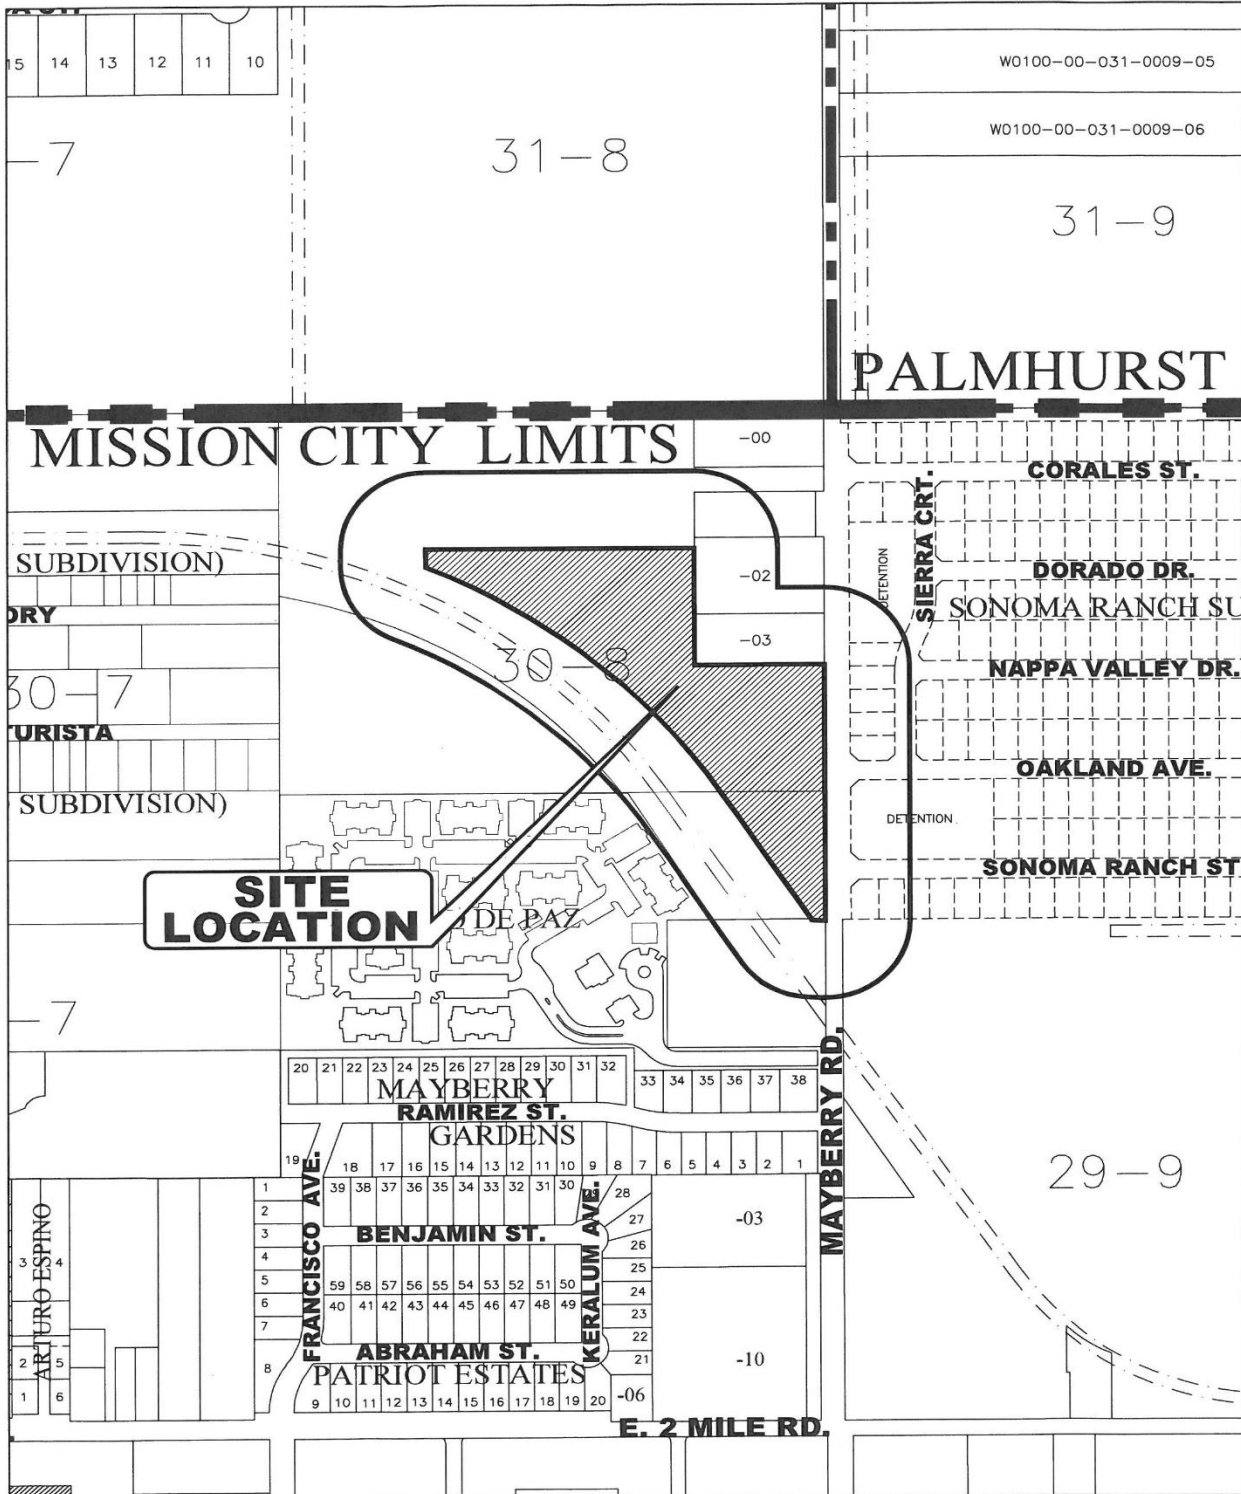 15 14 13 12 11 10
W0100-00-031-0009-05
W0100-00-031-0009-06
-7
31-8
31-9
PALMHURST
MISSION CITY LIMITS
-00
CORALES ST.
SIERRA CRT.
SUBDIVISION)
-02
DETENTION
DORADO DR.
SONOMA RANCH SU
ORY
-03
30-8
NAPPA VALLEY DR.
30-7
TURISTA
OAKLAND AVE.
SUBDIVISION)
DETENTION
SONOMA RANCH ST
SITE
LOCATION
DE PAZ
-7
MAYBERRY RD.
20 21 22 23 24 25 26 27 28 29 30 31 32
33 34 35 36 37 38
MAYBERRY
RAMIREZ ST.
GARDENS
19 18 17 16 15 14 13 12 11 10 9 8 7 6 5 4 3 2 1
29-9
FRANCISCO AVE.
KERALUM AVE.
1
2
3
4
5
6
7
8
39 38 37 36 35 34 33 32 31 30 29 28
27
26
25
24
23
22
21
-03
BENJAMIN ST.
59 58 57 56 55 54 53 52 51 50
40 41 42 43 44 45 46 47 48 49
ABRAHAM ST.
PATRIOT ESTATES
9 10 11 12 13 14 15 16 17 18 19 20
-06
-10
ARTURO ESPINO
3 4
2 5
1 6
E. 2 MILE RD.